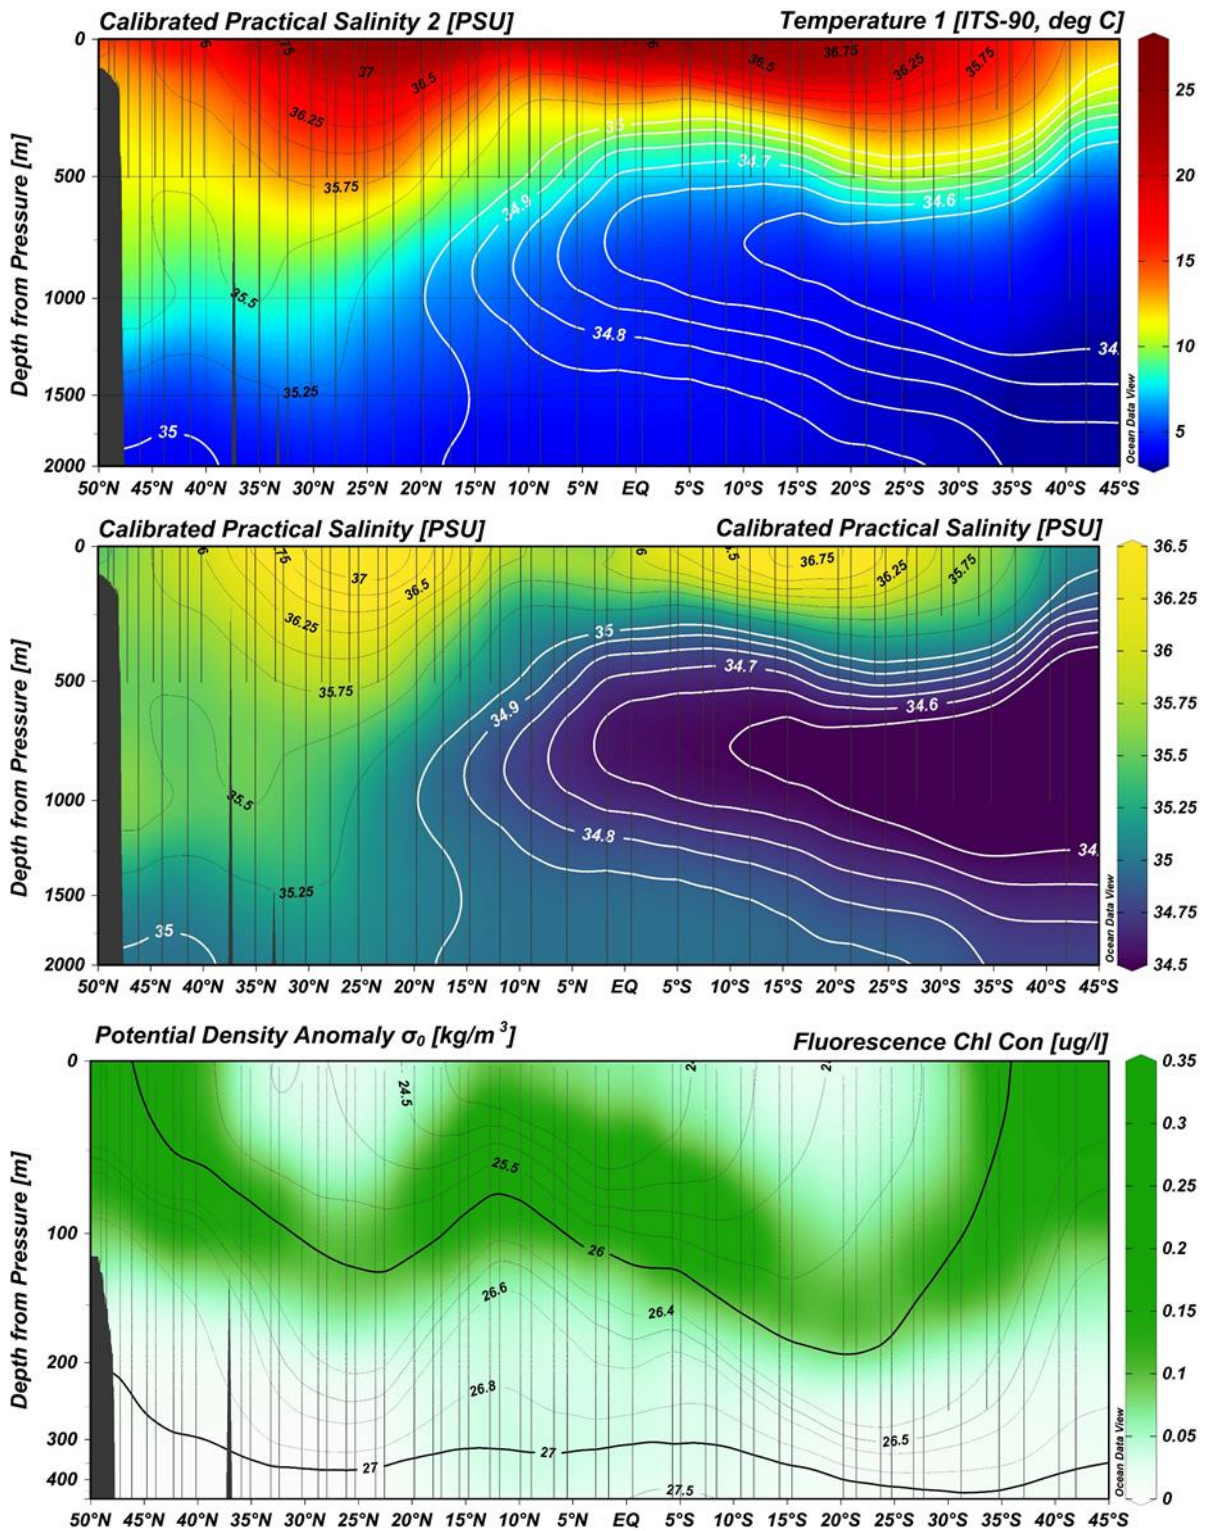 Calibrated Practical Salinity 2 [PSU] Temperature 1 [ITS-90, deg C]
0 500 1000 1500 2000
Depth from Pressure [m]
37 36.5 36.25 35.75 35.5 35.25 35
35 34.9 34.8 34.7 34.6
36.5 36.75 36.25 35.75
25 20 15 10 5
Ocean Data View
50°N 45°N 40°N 35°N 30°N 25°N 20°N 15°N 10°N 5°N EQ 5°S 10°S 15°S 20°S 25°S 30°S 35°S 40°S 45°S
Calibrated Practical Salinity [PSU] Calibrated Practical Salinity [PSU]
0 500 1000 1500 2000
Depth from Pressure [m]
37 36.5 36.25 35.75 35.5 35.25 35
35 34.9 34.8 34.7 34.6
36.75 36.25 35.75
36.5 36.25 36 35.75 35.5 35.25 35 34.75 34.5
Ocean Data View
50°N 45°N 40°N 35°N 30°N 25°N 20°N 15°N 10°N 5°N EQ 5°S 10°S 15°S 20°S 25°S 30°S 35°S 40°S 45°S
Potential Density Anomaly σ0 [kg/m3] Fluorescence Chl Con [ug/l]
0 100 200 300 400
Depth from Pressure [m]
24.5 25.5 26 26.6 26.4 26.8 26.5 27 27 27.5
0.35 0.3 0.25 0.2 0.15 0.1 0.05 0
Ocean Data View
50°N 45°N 40°N 35°N 30°N 25°N 20°N 15°N 10°N 5°N EQ 5°S 10°S 15°S 20°S 25°S 30°S 35°S 40°S 45°S